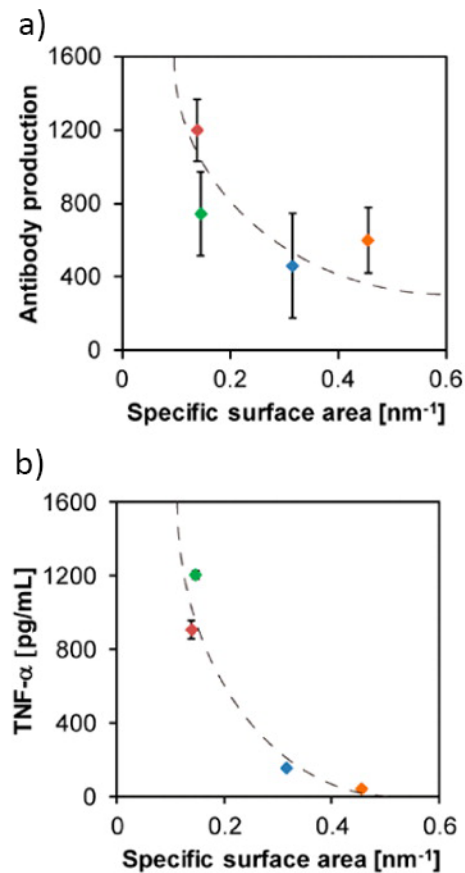 a)
1600
1200
800
400
0
Antibody production
0 0.2 0.4 0.6
Specific surface area [nm⁻¹]
b)
1600
1200
800
400
0
TNF-α [pg/mL]
0 0.2 0.4 0.6
Specific surface area [nm⁻¹]